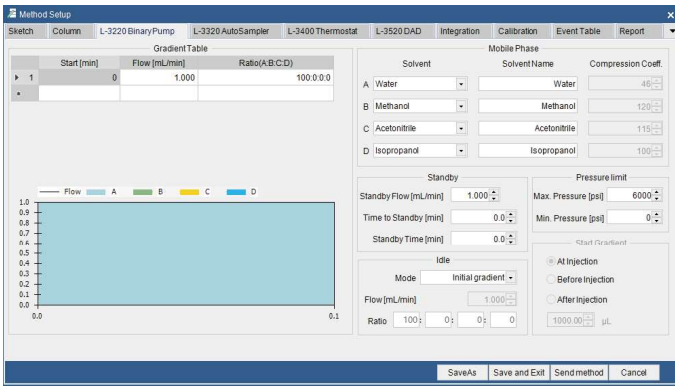 Method Setup x
Sketch Column L-3220 Binary Pump L-3320 AutoSampler L-3400 Thermostat L-3520 DAD Integration Calibration Event Table Report
Gradient Table
Start [min] Flow [mL/min] Ratio(A:B:C:D)
1 0 1.000 100:0:0:0
Mobile Phase
Solvent Solvent Name Compression Coeff.
A Water Water 46
B Methanol Methanol 120
C Acetonitrile Acetonitrile 115
D Isopropanol Isopropanol 100
Flow A B C D
1.0
0.9
0.8
0.7
0.6
0.5
0.4
0.3
0.2
0.1
0.0
0.0 0.1
Standby
Standby Flow [mL/min] 1.000
Time to Standby [min] 0.0
Standby Time [min] 0.0
Pressure limit
Max. Pressure [psi] 6000
Min. Pressure [psi] 0
Idle
Mode Initial gradient
Flow [mL/min] 1.000
Ratio 100 : 0 : 0 : 0
Start Gradient
At Injection
Before Injection
After Injection
1000.00 µL
SaveAs Save and Exit Send method Cancel